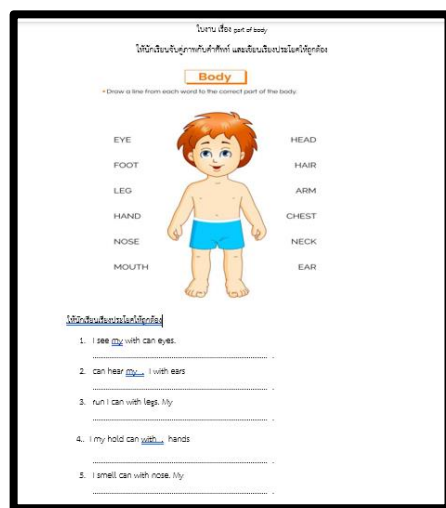 ใบงาน เรื่อง part of body
ให้นักเรียนจับคู่ภาพกับคำศัพท์ และเขียนเรียงประโยคให้ถูกต้อง
Body
• Draw a line from each word to the correct part of the body.
EYE HEAD
FOOT HAIR
LEG ARM
HAND CHEST
NOSE NECK
MOUTH EAR
ให้นักเรียนเรียงประโยคให้ถูกต้อง
1. I see my with can eyes.
2. can hear my.. I with ears
3. run I can with legs. My
4.. I my hold can with.. hands
5. I smell can with nose. My